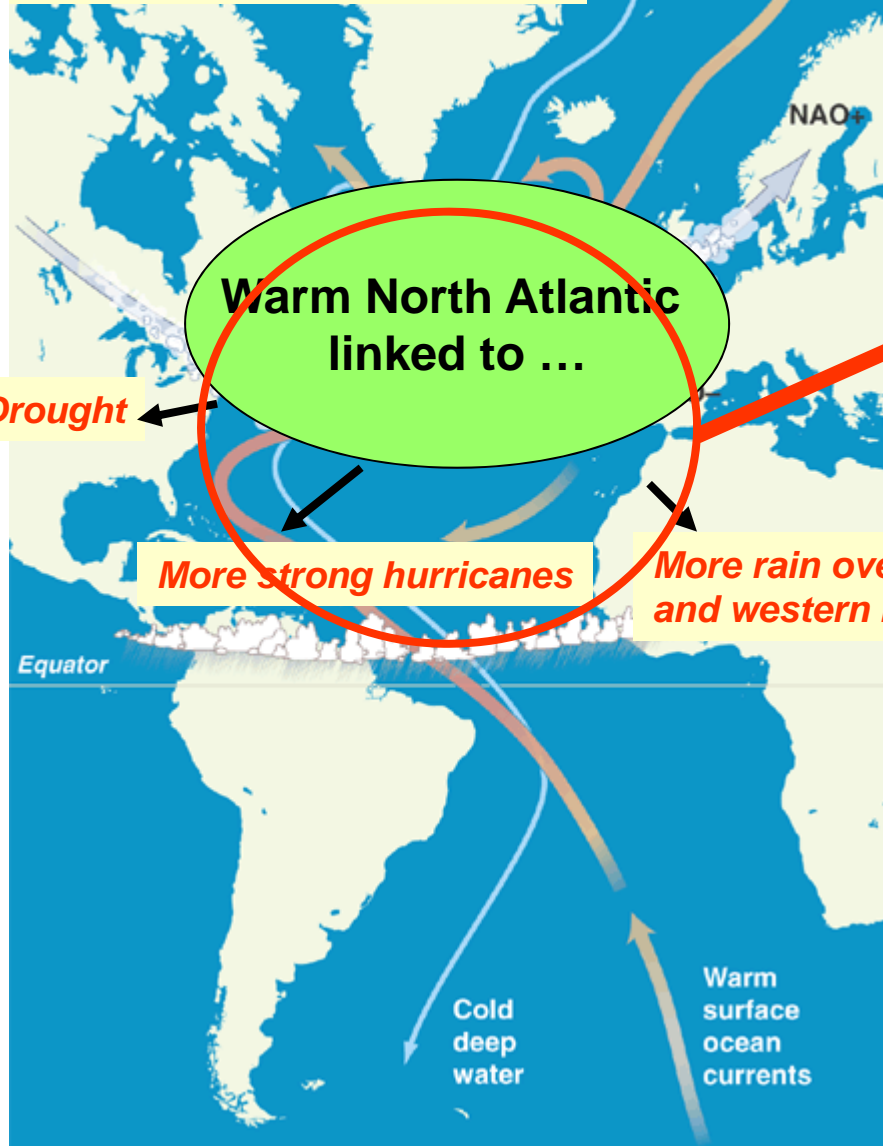 NAO+
Warm North Atlantic
linked to …
Drought
More strong hurricanes
More rain ove
and western
Equator
Cold
deep
water
Warm
surface
ocean
currents